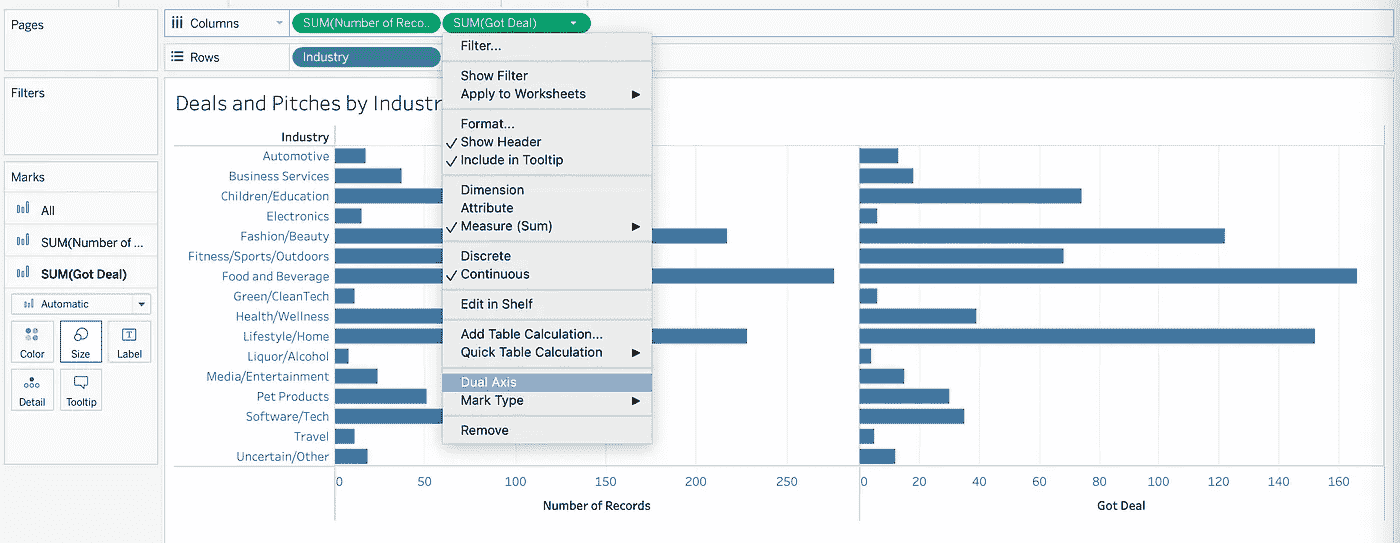 Pages
Columns
SUM(Number of Reco..
SUM(Got Deal)
Rows
Industry
Filters
Marks
All
SUM(Number of ...
SUM(Got Deal)
Automatic
Color
Size
Label
Detail
Tooltip
Deals and Pitches by Industr
Industry
Automotive
Business Services
Children/Education
Electronics
Fashion/Beauty
Fitness/Sports/Outdoors
Food and Beverage
Green/CleanTech
Health/Wellness
Lifestyle/Home
Liquor/Alcohol
Media/Entertainment
Pet Products
Software/Tech
Travel
Uncertain/Other
Filter...
Show Filter
Apply to Worksheets
Format...
Show Header
Include in Tooltip
Dimension
Attribute
Measure (Sum)
Discrete
Continuous
Edit in Shelf
Add Table Calculation...
Quick Table Calculation
Dual Axis
Mark Type
Remove
0 50 100 150 200 250
Number of Records
0 20 40 60 80 100 120 140 160
Got Deal